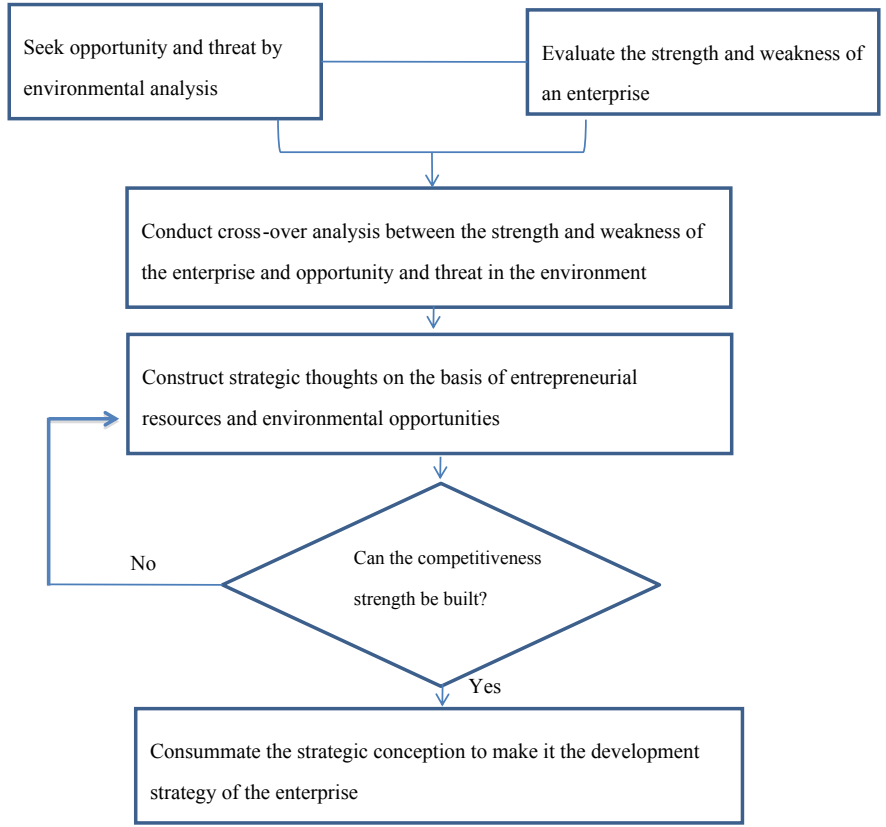 Seek opportunity and threat by
environmental analysis
Evaluate the strength and weakness of
an enterprise
Conduct cross-over analysis between the strength and weakness of
the enterprise and opportunity and threat in the environment
Construct strategic thoughts on the basis of entrepreneurial
resources and environmental opportunities
No
Can the competitiveness
strength be built?
Yes
Consummate the strategic conception to make it the development
strategy of the enterprise